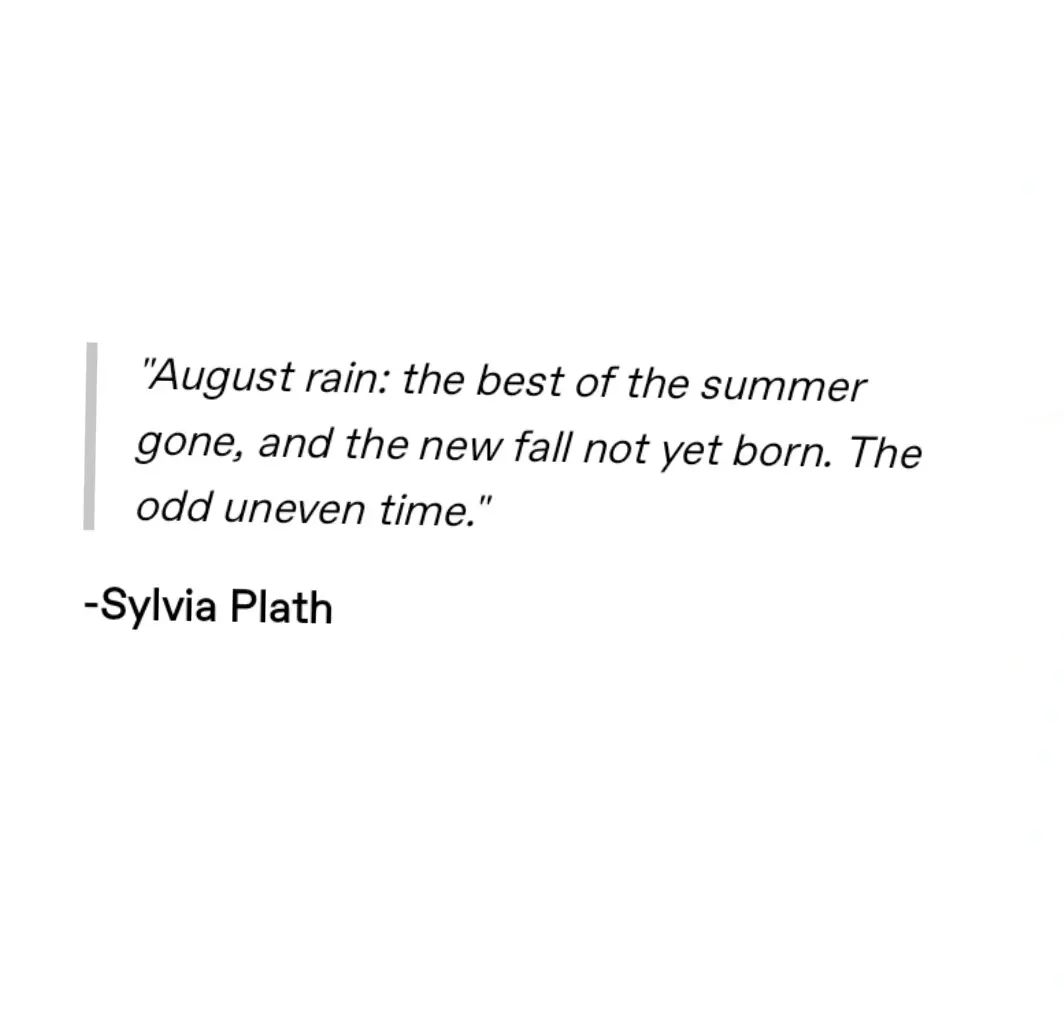 "August rain: the best of the summer
gone, and the new fall not yet born. The
odd uneven time."
-Sylvia Plath